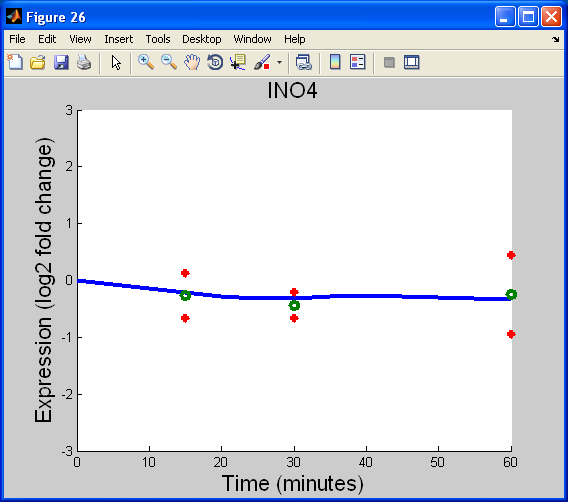 Figure 26
File Edit View Insert Tools Desktop Window Help
INO4
Expression (log2 fold change)
3
2
1
0
-1
-2
-3
0 10 20 30 40 50 60
Time (minutes)